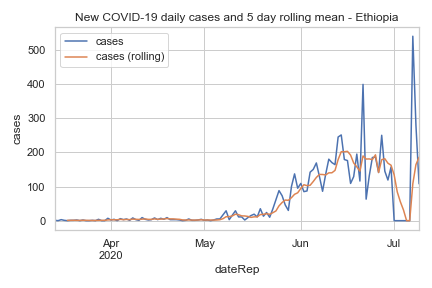 New COVID-19 daily cases and 5 day rolling mean - Ethiopia
cases
cases (rolling)
500
400
300
200
100
0
cases
Apr
2020
May
Jun
Jul
dateRep